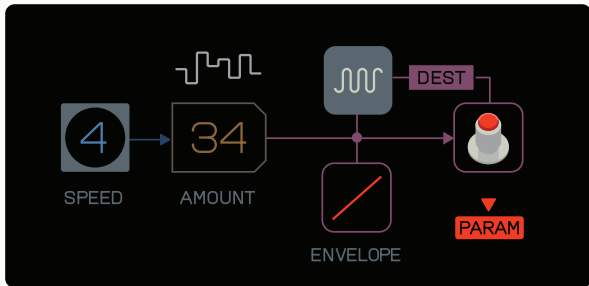 DEST
4
34
SPEED
AMOUNT
PARAM
ENVELOPE